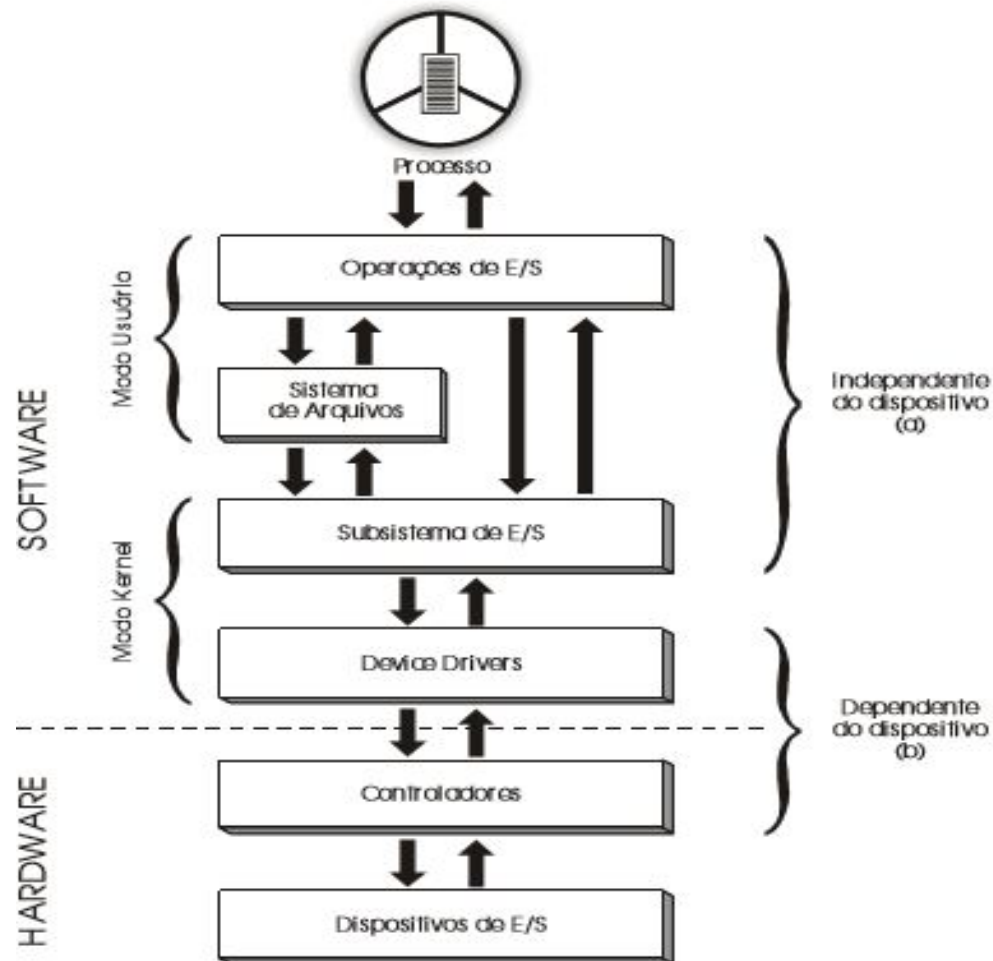 Processo
Operações de E/S
Modo Usuário
Sistema
de Arquivos
Independente
do dispositivo
(a)
SOFTWARE
Subsistema de E/S
Modo Kernel
Device Drivers
Dependente
do dispositivo
(b)
Controladores
HARDWARE
Dispositivos de E/S